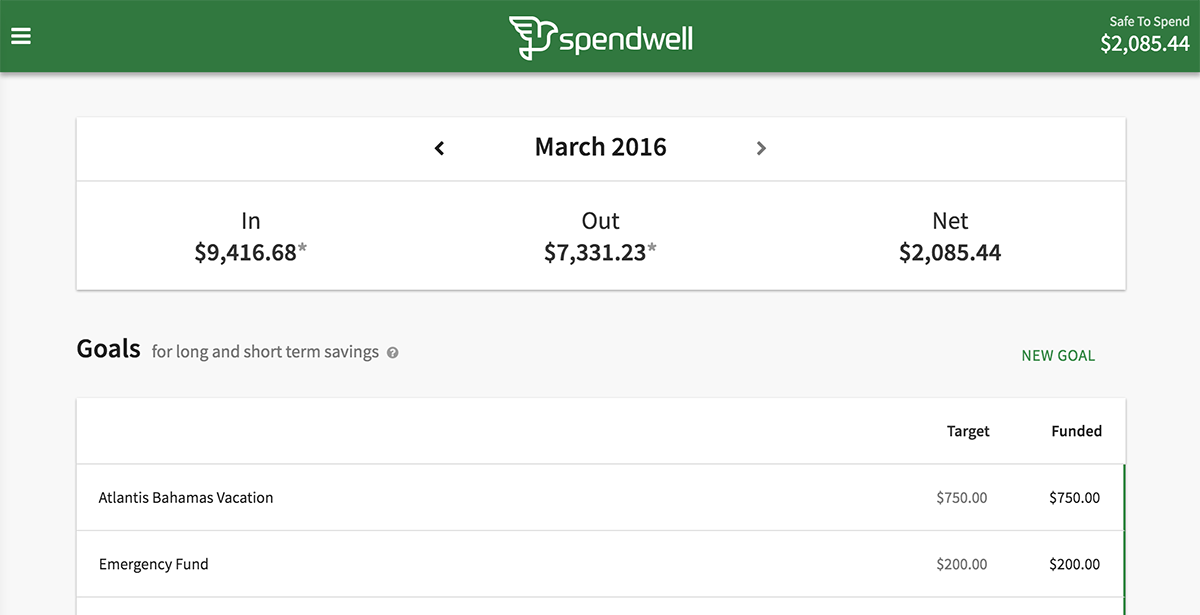 spendwell
Safe To Spend
$2,085.44
March 2016
In
$9,416.68*
Out
$7,331.23*
Net
$2,085.44
Goals for long and short term savings ?
NEW GOAL
Target Funded
Atlantis Bahamas Vacation $750.00 $750.00
Emergency Fund $200.00 $200.00